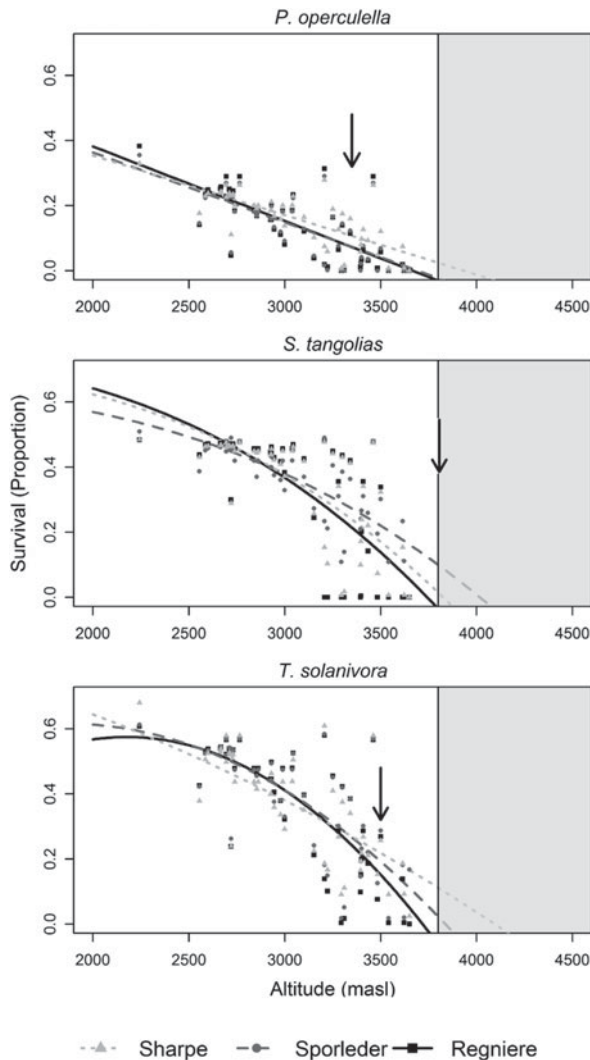 P. operculella
0.6
0.4
0.2
0.0
2000 2500 3000 3500 4000 4500
S. tangolias
0.6
0.4
0.2
0.0
2000 2500 3000 3500 4000 4500
Survival (Proportion)
T. solanivora
0.6
0.4
0.2
0.0
2000 2500 3000 3500 4000 4500
Altitude (masl)
Sharpe Sporleder Regniere